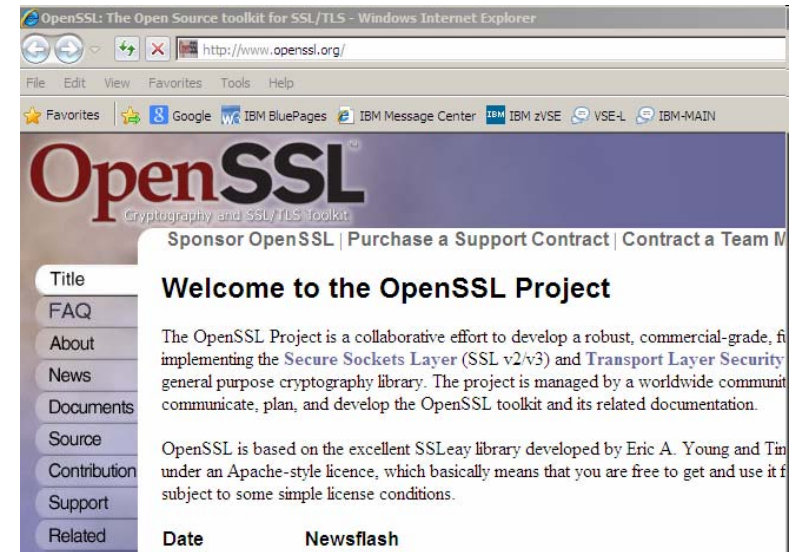 OpenSSL: The Open Source toolkit for SSL/TLS - Windows Internet Explorer
http://www.openssl.org/
File Edit View Favorites Tools Help
Favorites Google IBM BluePages IBM Message Center IBM IBM zVSE VSE-L IBM-MAIN
OpenSSL
Cryptography and SSL/TLS Toolkit
Sponsor OpenSSL | Purchase a Support Contract | Contract a Team M
Title
FAQ
About
News
Documents
Source
Contribution
Support
Related
Welcome to the OpenSSL Project
The OpenSSL Project is a collaborative effort to develop a robust, commercial-grade, fu
implementing the Secure Sockets Layer (SSL v2/v3) and Transport Layer Security
general purpose cryptography library. The project is managed by a worldwide communit
communicate, plan, and develop the OpenSSL toolkit and its related documentation.
OpenSSL is based on the excellent SSLeay library developed by Eric A. Young and Tim
under an Apache-style licence, which basically means that you are free to get and use it f
subject to some simple license conditions.
Date Newsflash